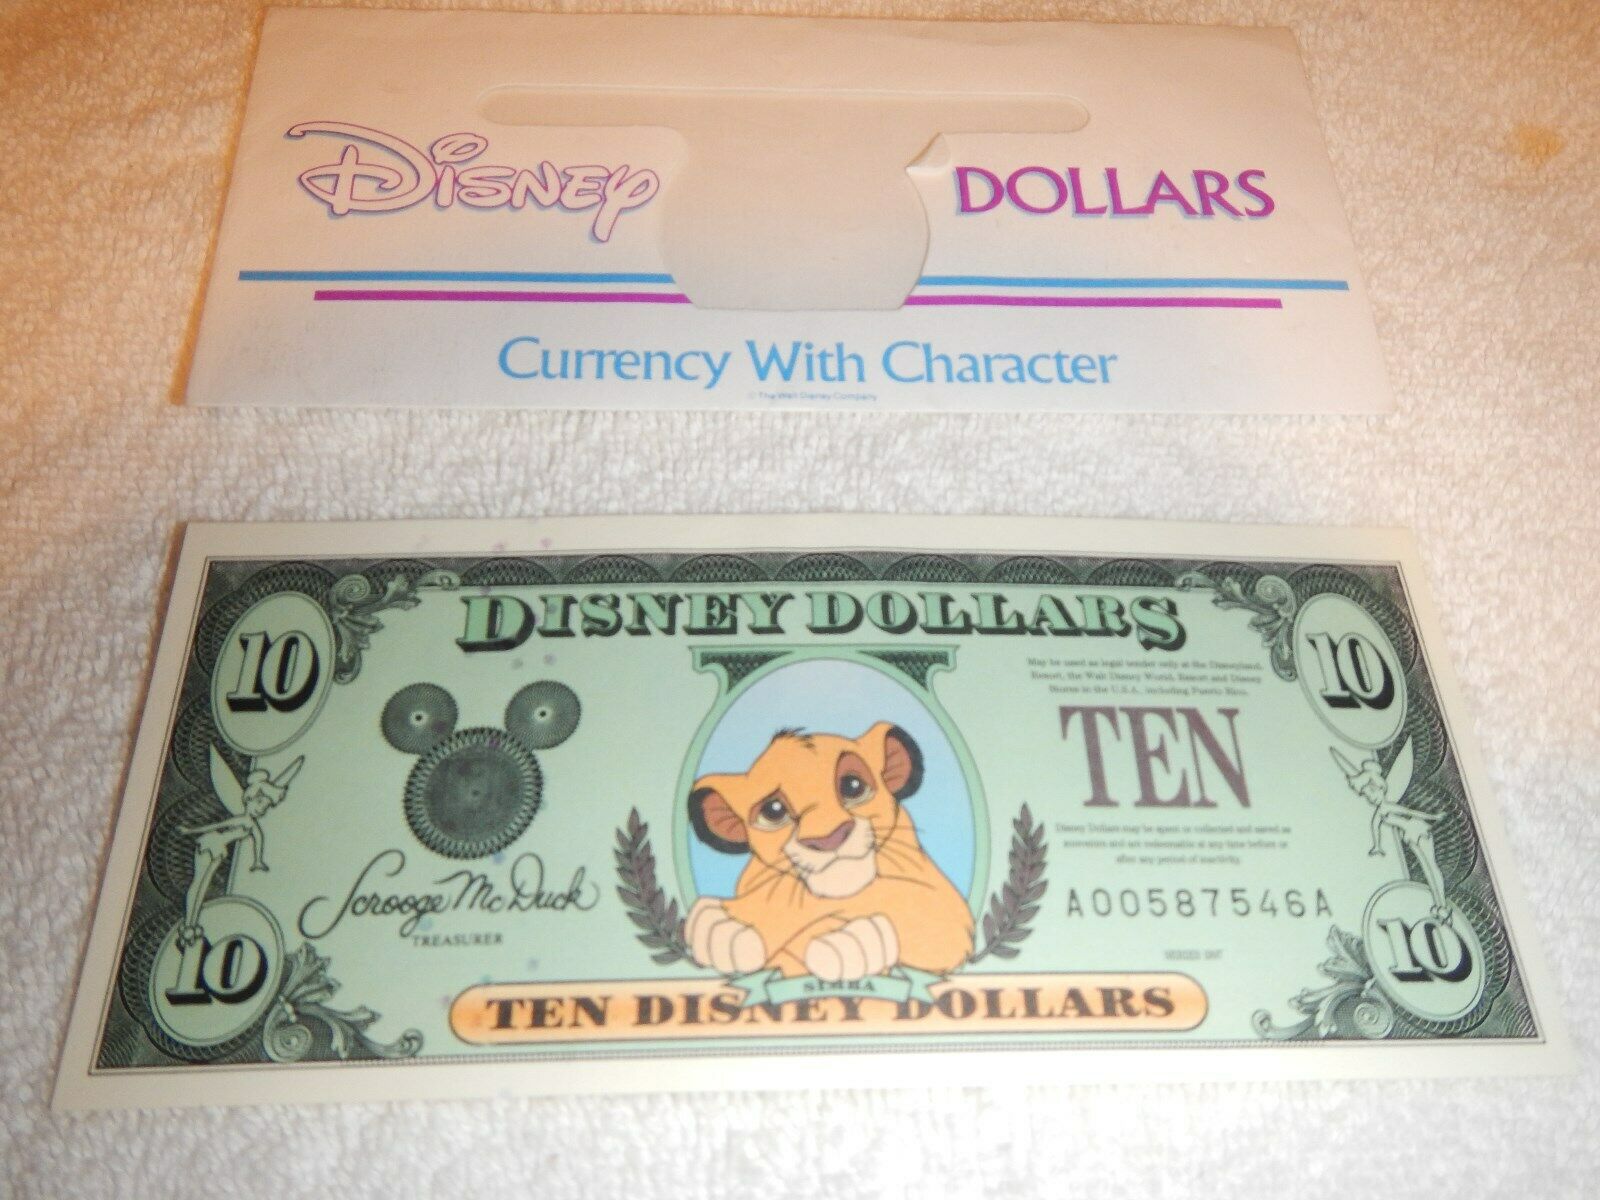 Disney DOLLARS
Currency With Character
© The Walt Disney Company
10 DISNEY DOLLARS 10
May be used as legal tender only at the Disneyland,
Resort, the Walt Disney World, Resort and Disney
Stores in the U.S.A., including Puerto Rico.
TEN
Disney Dollars may be spent or collected and saved as
souvenirs and are redeemable at any time before or
after any period of inactivity.
Scrooge McDuck
TREASURER
A00587546A
SERIES 1997
10 SIMBA 10
TEN DISNEY DOLLARS